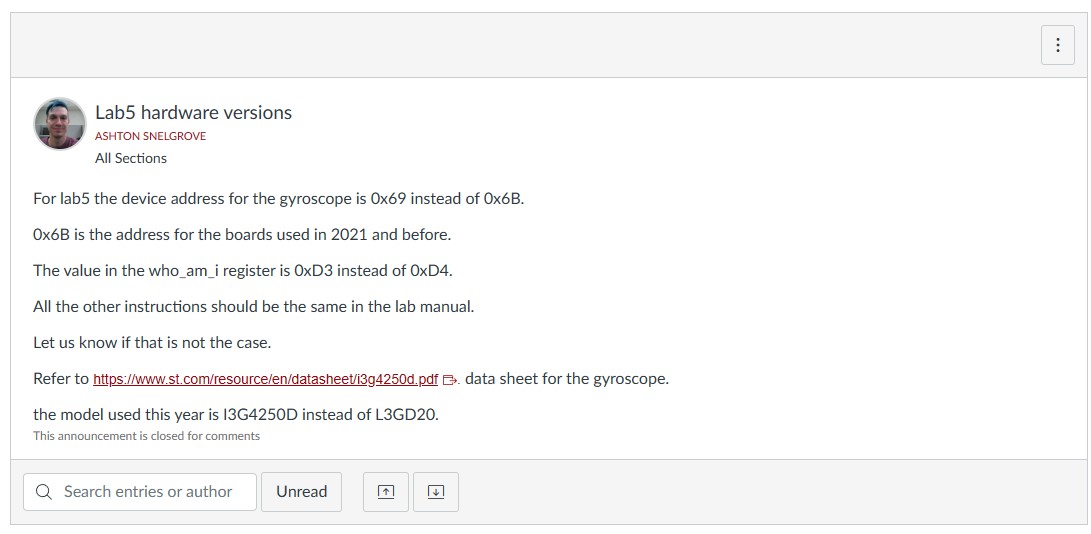 Lab5 hardware versions
ASHTON SNELGROVE
All Sections
For lab5 the device address for the gyroscope is 0x69 instead of 0x6B.
0x6B is the address for the boards used in 2021 and before.
The value in the who_am_i register is 0xD3 instead of 0xD4.
All the other instructions should be the same in the lab manual.
Let us know if that is not the case.
Refer to https://www.st.com/resource/en/datasheet/i3g4250d.pdf . data sheet for the gyroscope.
the model used this year is I3G4250D instead of L3GD20.
This announcement is closed for comments
Search entries or author Unread